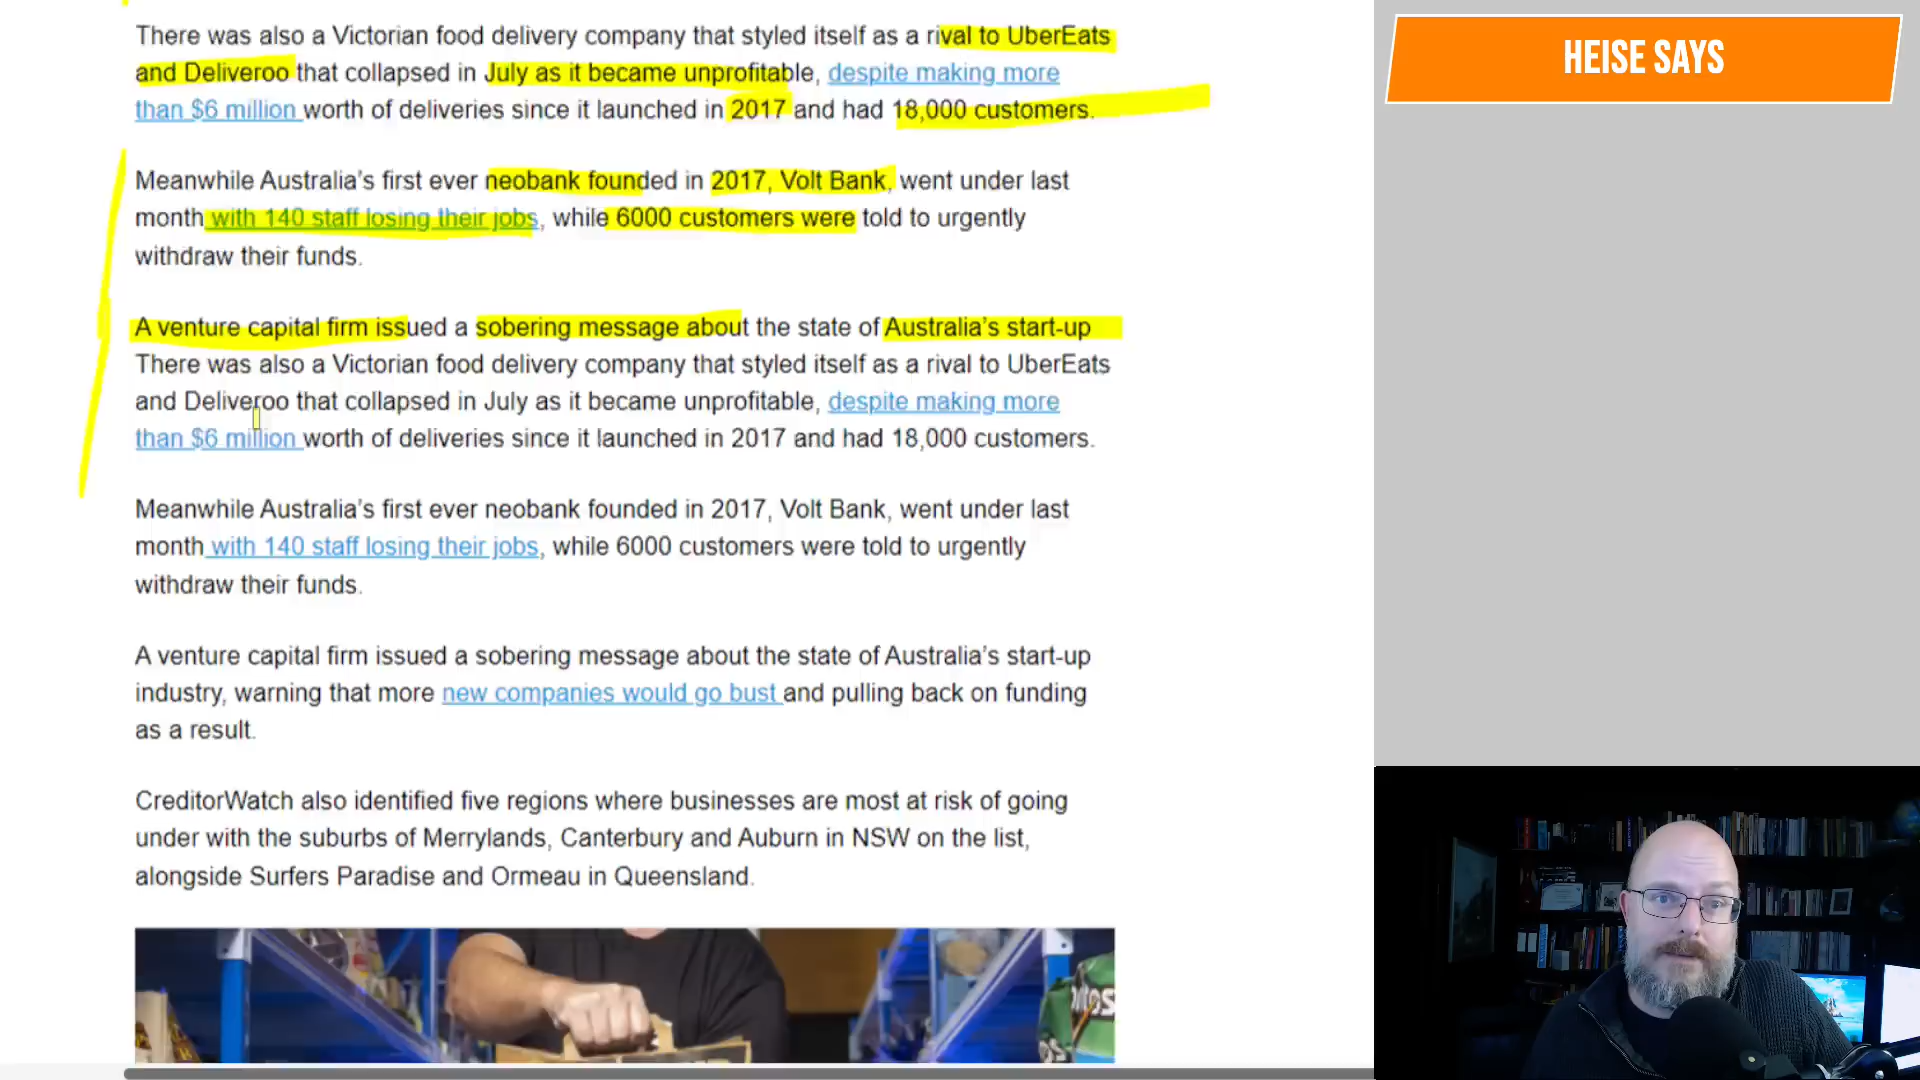 There was also a Victorian food delivery company that styled itself as a rival to UberEats
and Deliveroo that collapsed in July as it became unprofitable, despite making more
than $6 million worth of deliveries since it launched in 2017 and had 18,000 customers.
Meanwhile Australia's first ever neobank founded in 2017, Volt Bank, went under last
month with 140 staff losing their jobs, while 6000 customers were told to urgently
withdraw their funds.
A venture capital firm issued a sobering message about the state of Australia's start-up
There was also a Victorian food delivery company that styled itself as a rival to UberEats
and Deliveroo that collapsed in July as it became unprofitable, despite making more
than $6 million worth of deliveries since it launched in 2017 and had 18,000 customers.
Meanwhile Australia's first ever neobank founded in 2017, Volt Bank, went under last
month with 140 staff losing their jobs, while 6000 customers were told to urgently
withdraw their funds.
A venture capital firm issued a sobering message about the state of Australia's start-up
industry, warning that more new companies would go bust and pulling back on funding
as a result.
CreditorWatch also identified five regions where businesses are most at risk of going
under with the suburbs of Merrylands, Canterbury and Auburn in NSW on the list,
alongside Surfers Paradise and Ormeau in Queensland.
HEISE SAYS